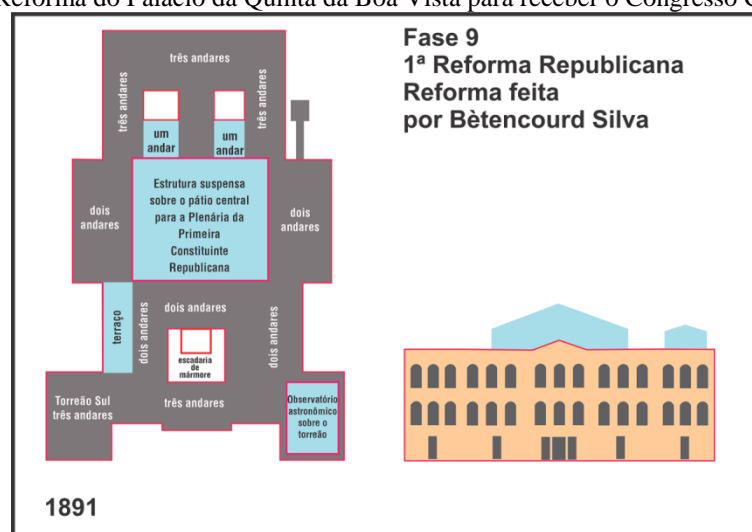 Reforma do Palácio da Quinta da Boa Vista para receber o Congresso
Fase 9
1ª Reforma Republicana
Reforma feita
por Bètencourd Silva
três andares
três andares
três andares
um
andar
um
andar
Estrutura suspensa
sobre o pátio central
para a Plenária da
Primeira
Constituinte
Republicana
dois
andares
dois
andares
terraço
dois andares
dois andares
dois andares
escadaria
de
mármore
Torreão Sul
três andares
três andares
Observatório
astronômico
sobre o
torreão
1891